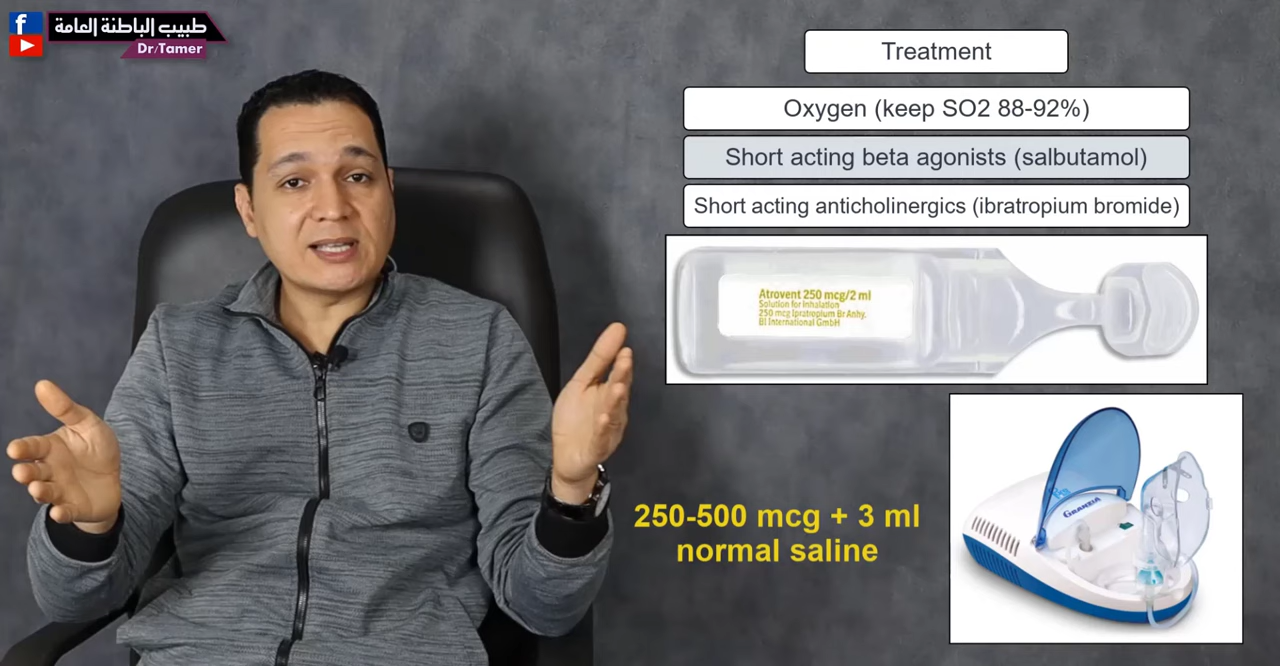 f
طبيب الباطنة العامة
Dr/Tamer
Treatment
Oxygen (keep SO2 88-92%)
Short acting beta agonists (salbutamol)
Short acting anticholinergics (ibratropium bromide)
Atrovent 250 mcg/2 ml
Solution for Inhalation
250 mcg Ipratropium Br Anhy.
BI International GmbH
250-500 mcg + 3 ml
normal saline
GRANZIA